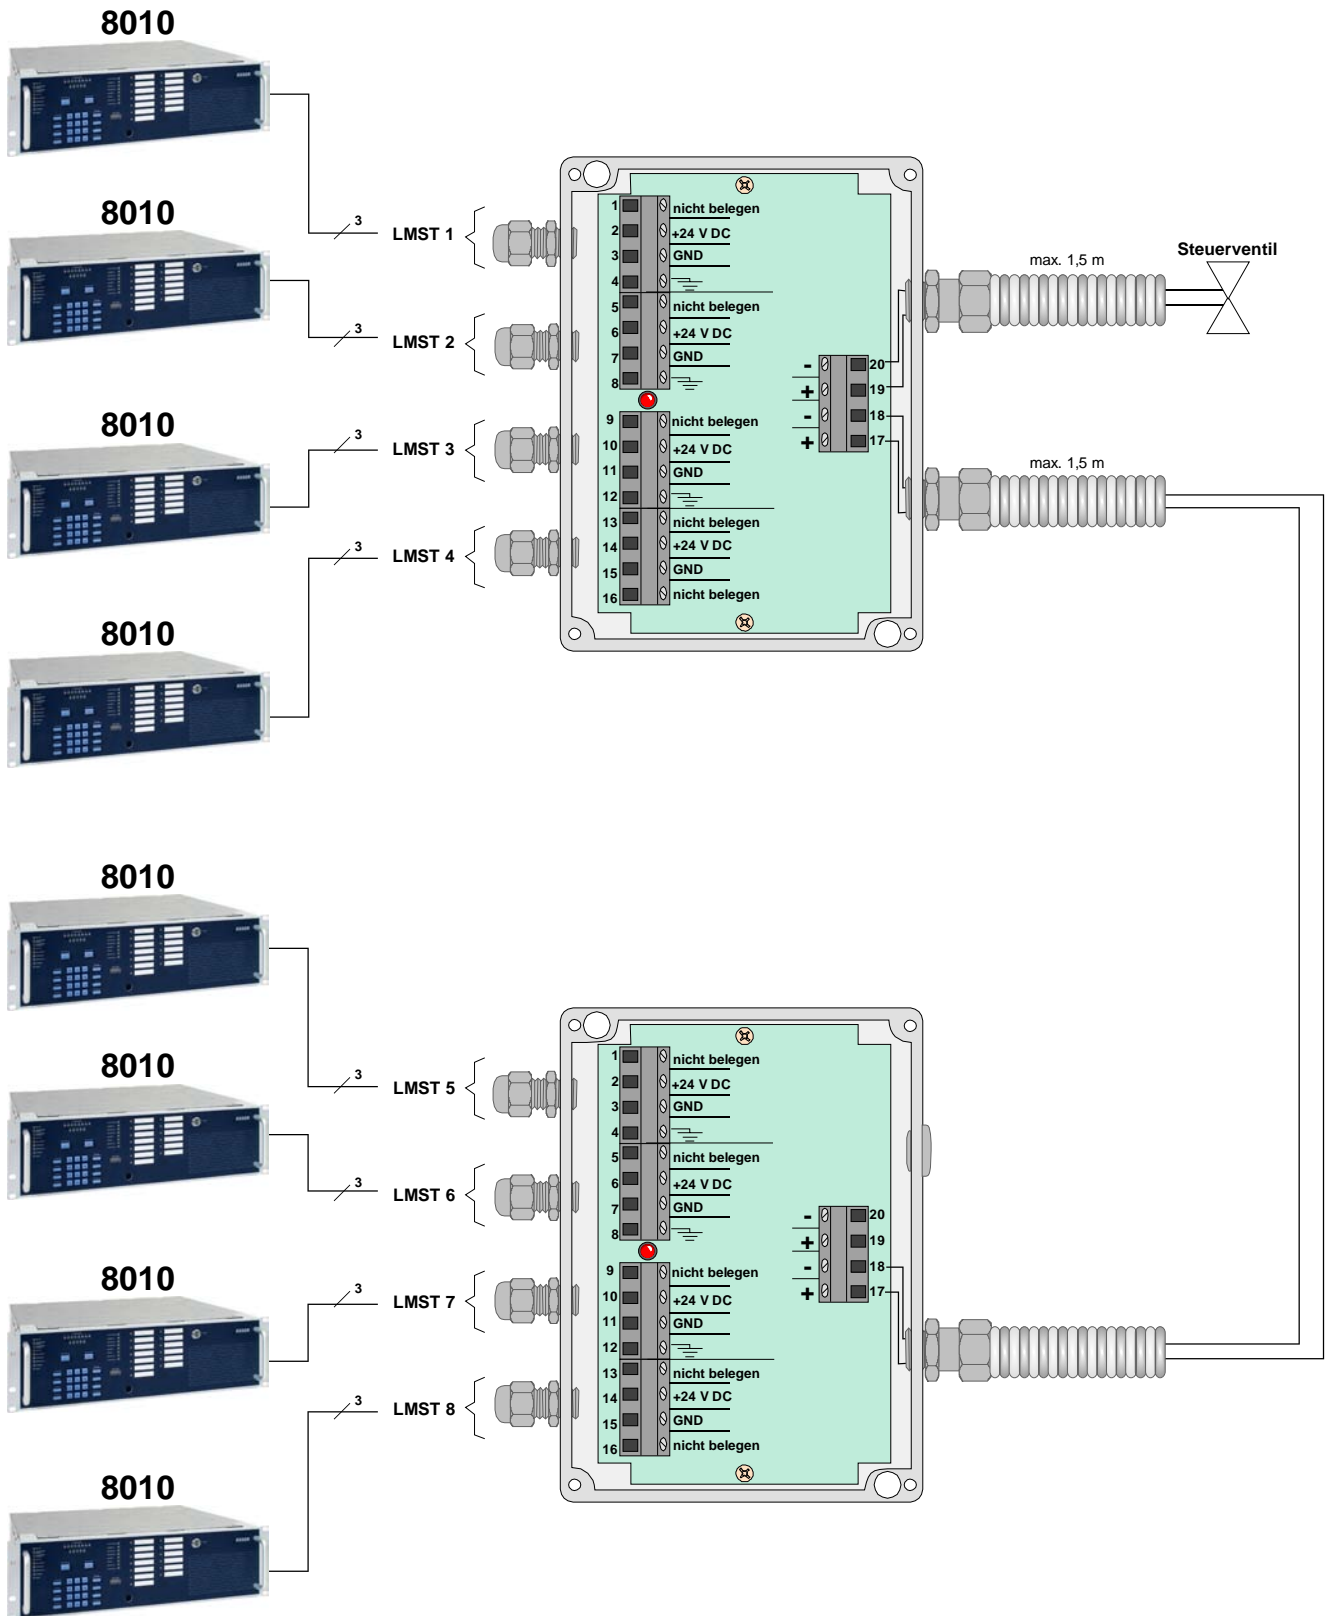 8010
8010
8010
8010
3
LMST 1
3
LMST 2
3
LMST 3
3
LMST 4
1 nicht belegen
2 +24 V DC
3 GND
4
5 nicht belegen
6 +24 V DC
7 GND
8
9 nicht belegen
10 +24 V DC
11 GND
12
13 nicht belegen
14 +24 V DC
15 GND
16 nicht belegen
- 20
+ 19
- 18
+ 17
max. 1,5 m
Steuerventil
max. 1,5 m
8010
8010
8010
8010
3
LMST 5
3
LMST 6
3
LMST 7
3
LMST 8
1 nicht belegen
2 +24 V DC
3 GND
4
5 nicht belegen
6 +24 V DC
7 GND
8
9 nicht belegen
10 +24 V DC
11 GND
12
13 nicht belegen
14 +24 V DC
15 GND
16 nicht belegen
- 20
+ 19
- 18
+ 17